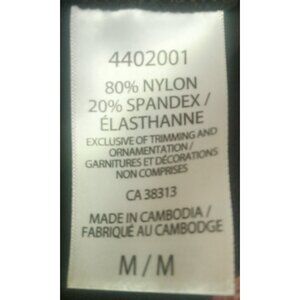 4402001
80% NYLON
20% SPANDEX /
ÉLASTHANNE
EXCLUSIVE OF TRIMMING AND
ORNAMENTATION /
GARNITURES ET DÉCORATIONS
NON COMPRISES
CA 38313
MADE IN CAMBODIA /
FABRIQUÉ AU CAMBODGE
M / M